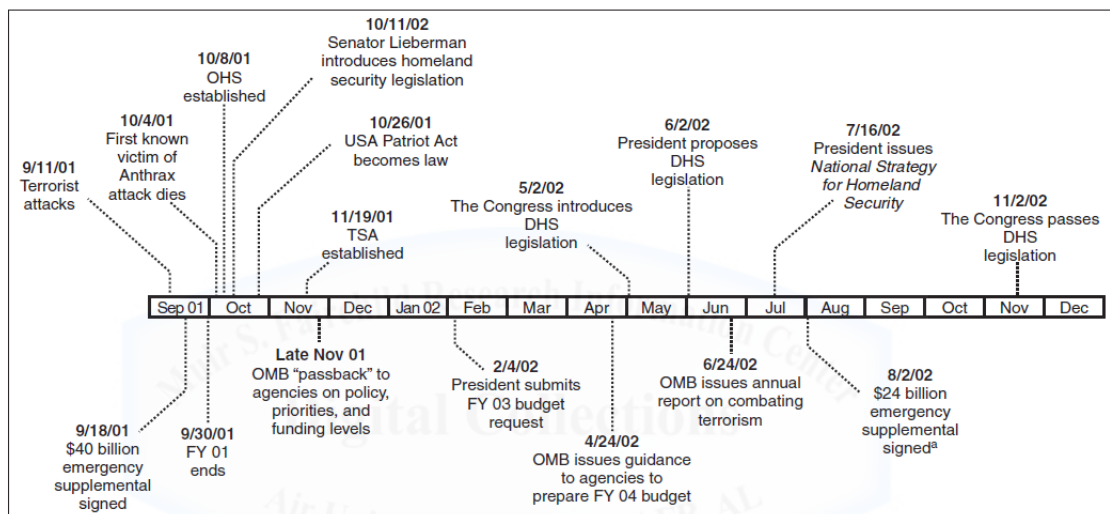 10/11/02
Senator Lieberman
introduces homeland
security legislation
10/8/01
OHS
established
10/4/01
First known
victim of
Anthrax
attack dies
10/26/01
USA Patriot Act
becomes law
9/11/01
Terrorist
attacks
11/19/01
TSA
established
5/2/02
The Congress introduces
DHS
legislation
6/2/02
President proposes
DHS
legislation
7/16/02
President issues
National Strategy
for Homeland
Security
11/2/02
The Congress passes
DHS
legislation
Sep 01 Oct Nov Dec Jan 02 Feb Mar Apr May Jun Jul Aug Sep Oct Nov Dec
9/18/01
$40 billion
emergency
supplemental
signed
9/30/01
FY 01
ends
Late Nov 01
OMB “passback” to
agencies on policy,
priorities, and
funding levels
2/4/02
President submits
FY 03 budget
request
4/24/02
OMB issues guidance
to agencies to
prepare FY 04 budget
6/24/02
OMB issues annual
report on combating
terrorism
8/2/02
$24 billion
emergency
supplemental
signedᵃ
Muir S. Fairchild Research Information Center
Digital Collections